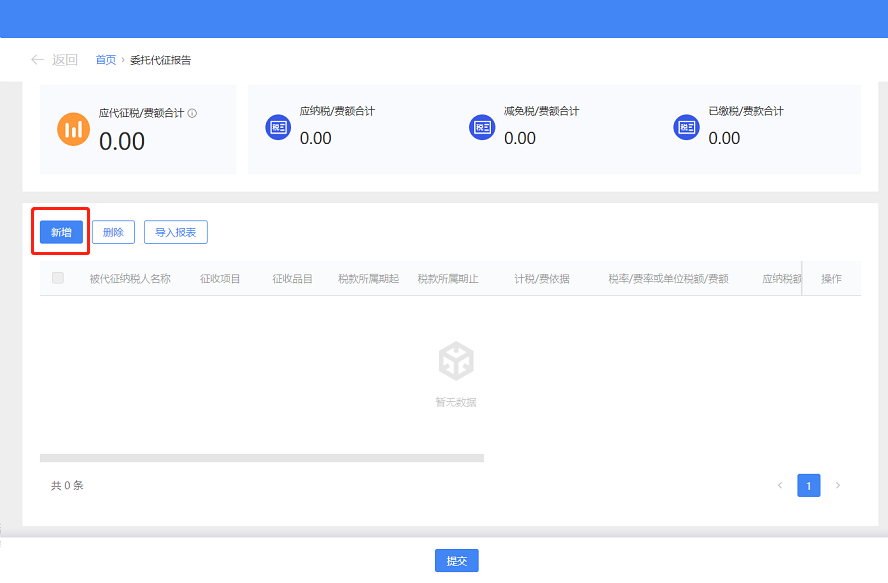 返回 首页 › 委托代征报告
应代征税/费额合计
0.00
应纳税/费额合计
0.00
减免税/费额合计
0.00
已缴税/费款合计
0.00
新增 删除 导入报表
被代征纳税人名称 征收项目 征收品目 税款所属期起 税款所属期止 计税/费依据 税率/费率或单位税额/费额 应纳税额 操作
暂无数据
共 0 条 1
提交